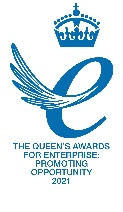 THE QUEEN'S AWARDS
FOR ENTERPRISE:
PROMOTING
OPPORTUNITY
2021